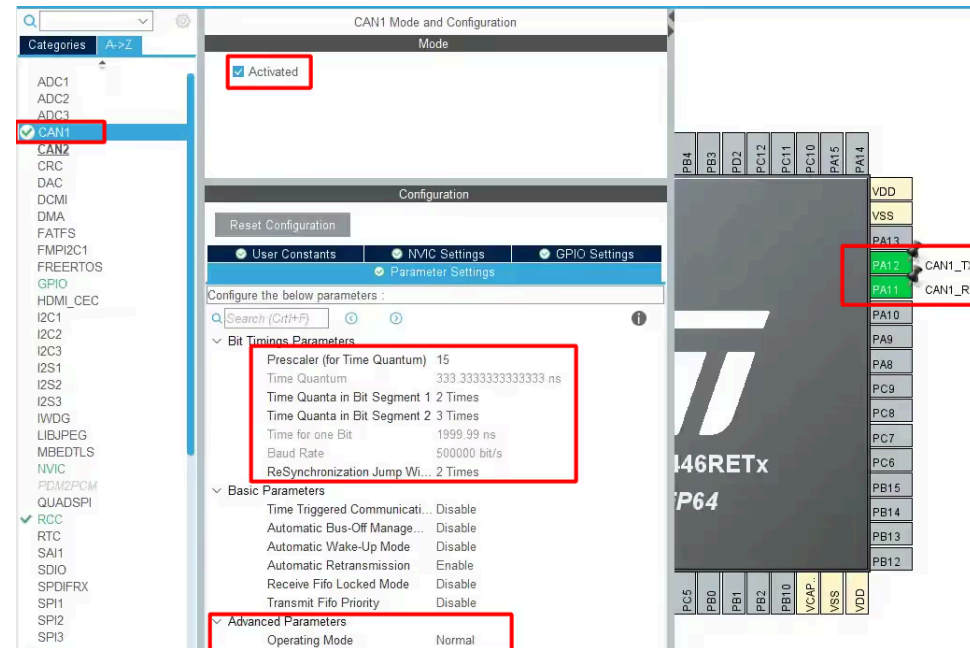 CAN1 Mode and Configuration
Categories A->Z
Mode
Activated
ADC1
ADC2
ADC3
CAN1
CAN2
CRC
DAC
DCMI
DMA
FATFS
FMPI2C1
FREERTOS
GPIO
HDMI_CEC
I2C1
I2C2
I2C3
I2S1
I2S2
I2S3
IWDG
LIBJPEG
MBEDTLS
NVIC
PDM2PCM
QUADSPI
RCC
RTC
SAI1
SDIO
SPDIFRX
SPI1
SPI2
SPI3
Configuration
Reset Configuration
User Constants
NVIC Settings
GPIO Settings
Parameter Settings
Configure the below parameters :
Search (Crtl+F)
Bit Timings Parameters
Prescaler (for Time Quantum) 15
Time Quantum 333.3333333333333 ns
Time Quanta in Bit Segment 1 2 Times
Time Quanta in Bit Segment 2 3 Times
Time for one Bit 1999.99 ns
Baud Rate 500000 bit/s
ReSynchronization Jump Wi... 2 Times
Basic Parameters
Time Triggered Communicati... Disable
Automatic Bus-Off Manage... Disable
Automatic Wake-Up Mode Disable
Automatic Retransmission Enable
Receive Fifo Locked Mode Disable
Transmit Fifo Priority Disable
Advanced Parameters
Operating Mode Normal
PB4
PB3
PD2
PC12
PC11
PC10
PA15
PA14
VDD
VSS
PA13
PA12 CAN1_TX
PA11 CAN1_R
PA10
PA9
PA8
PC9
PC8
PC7
PC6
PB15
PB14
PB13
PB12
446RETx
FP64
PC5
PB0
PB1
PB2
PB10
VCAP..
VSS
VDD